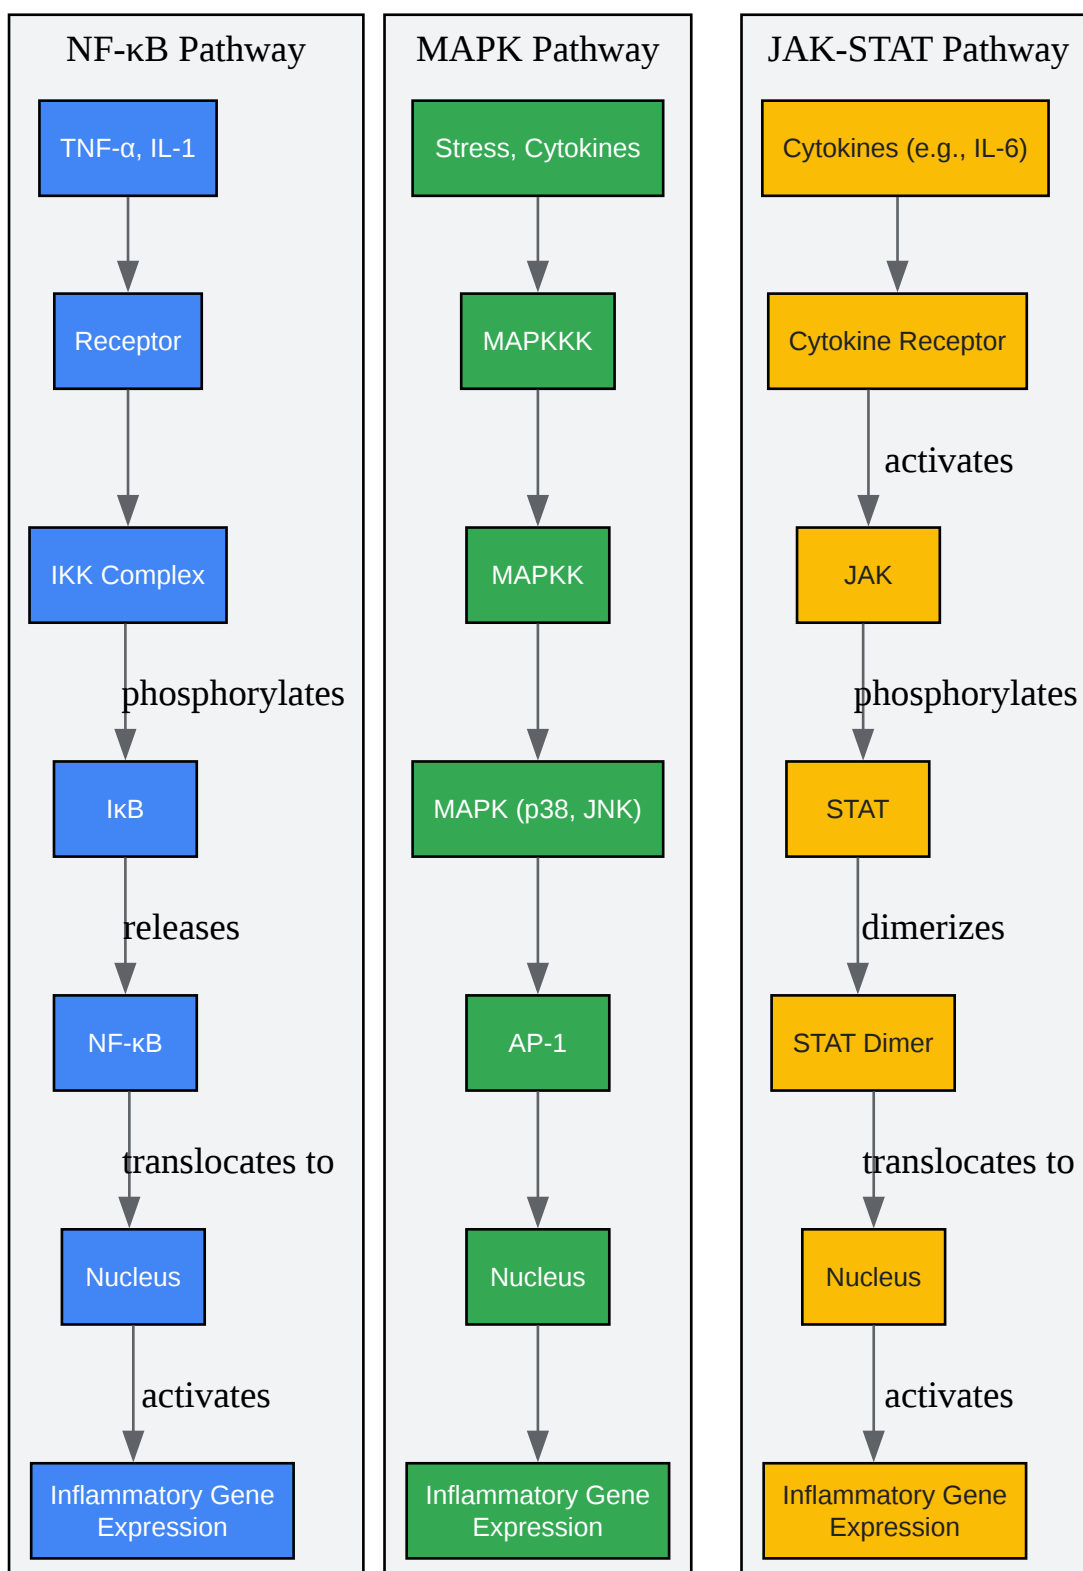 NF-κB Pathway
TNF-α, IL-1
Receptor
IKK Complex
phosphorylates
IκB
releases
NF-κB
translocates to
Nucleus
activates
Inflammatory Gene
Expression
MAPK Pathway
Stress, Cytokines
MAPKKK
MAPKK
MAPK (p38, JNK)
AP-1
Nucleus
Inflammatory Gene
Expression
JAK-STAT Pathway
Cytokines (e.g., IL-6)
Cytokine Receptor
activates
JAK
phosphorylates
STAT
dimerizes
STAT Dimer
translocates to
Nucleus
activates
Inflammatory Gene
Expression